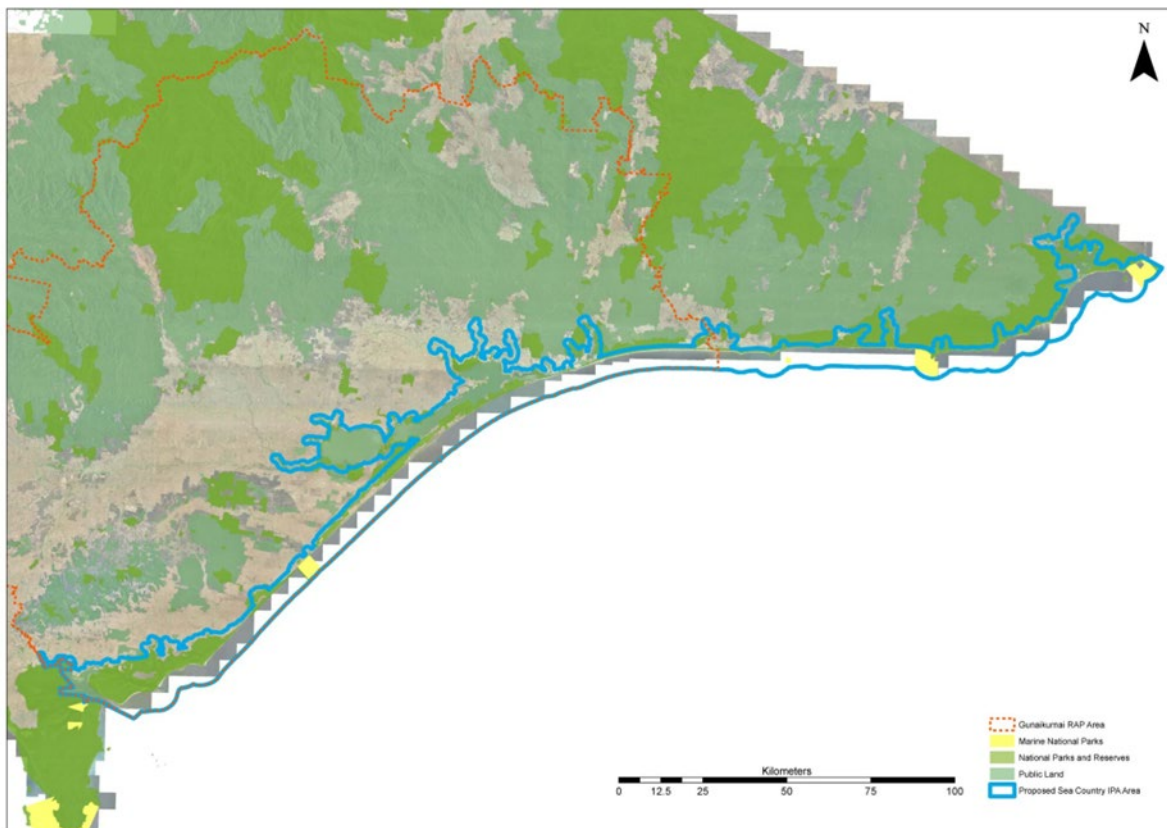 N
Gunaikurnai RAP Area
Marine National Parks
National Parks and Reserves
Public Land
Proposed Sea Country IPA Area
Kilometers
0 12.5 25 50 75 100